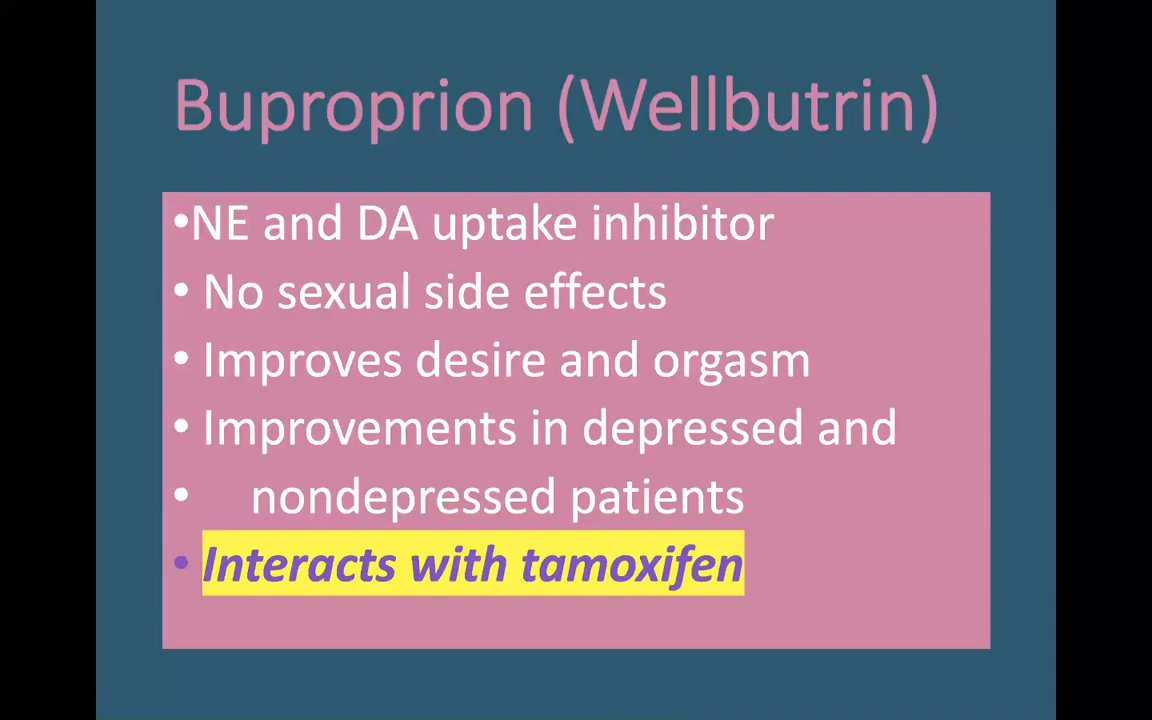 Buproprion (Wellbutrin)
•NE and DA uptake inhibitor
• No sexual side effects
• Improves desire and orgasm
• Improvements in depressed and
• nondepressed patients
• Interacts with tamoxifen